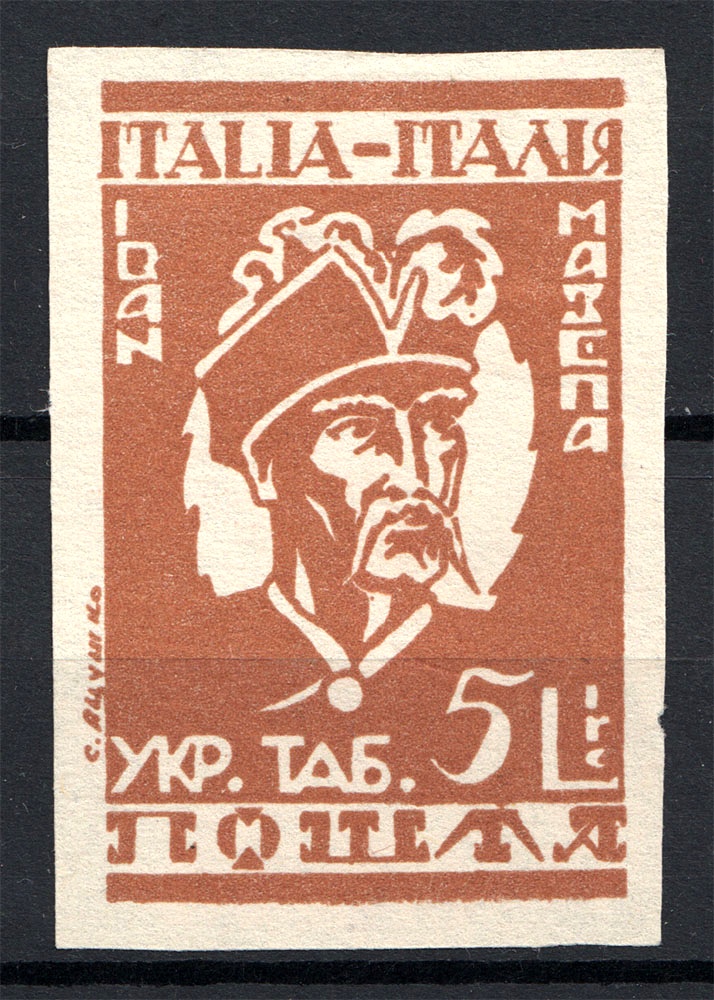 ITALIA–ІТАЛІЯ
ІВАН
МАЗЕПА
С.
УКР. ТАБ. 5 Lire
ПОШТА